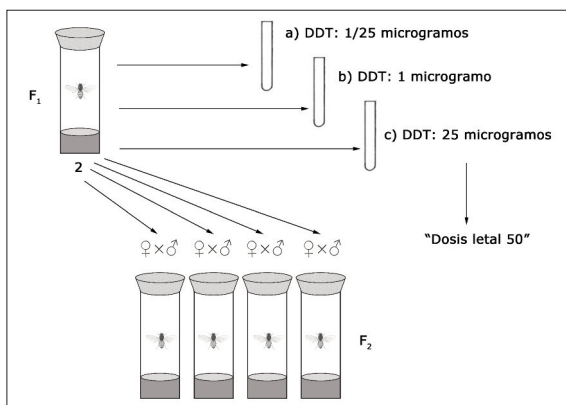 a) DDT: 1/25 microgramos
b) DDT: 1 microgramo
F₁
c) DDT: 25 microgramos
2
"Dosis letal 50"
♀×♂ ♀×♂ ♀×♂ ♀×♂
F₂